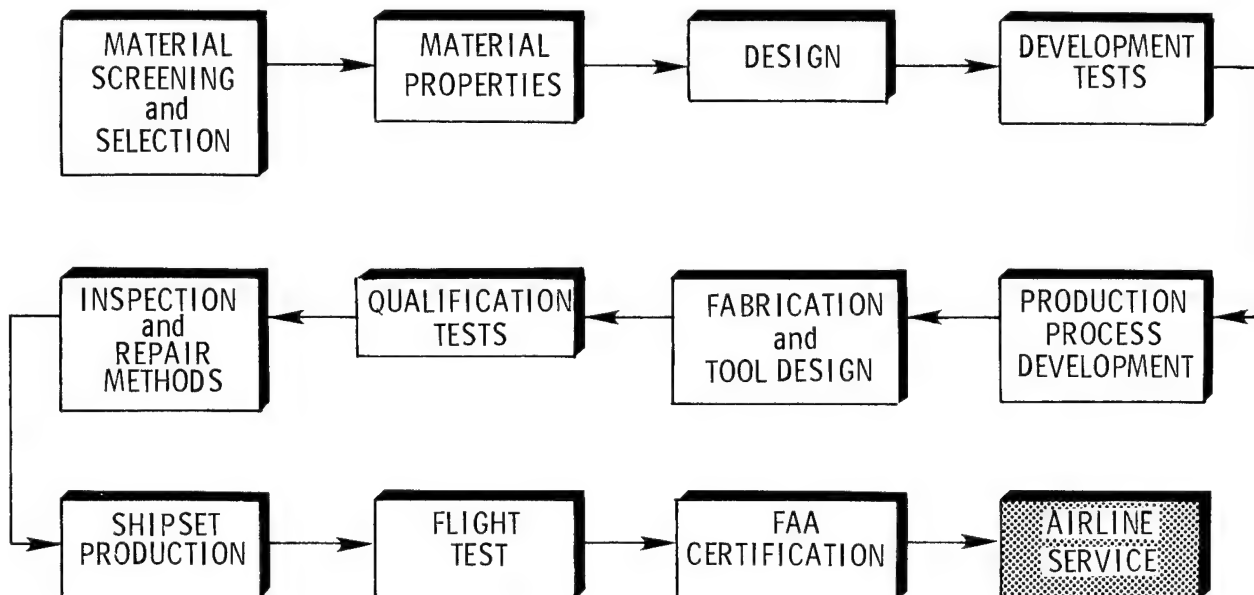 MATERIAL
SCREENING
and
SELECTION
MATERIAL
PROPERTIES
DESIGN
DEVELOPMENT
TESTS
INSPECTION
and
REPAIR
METHODS
QUALIFICATION
TESTS
FABRICATION
and
TOOL DESIGN
PRODUCTION
PROCESS
DEVELOPMENT
SHIPSET
PRODUCTION
FLIGHT
TEST
FAA
CERTIFICATION
AIRLINE
SERVICE